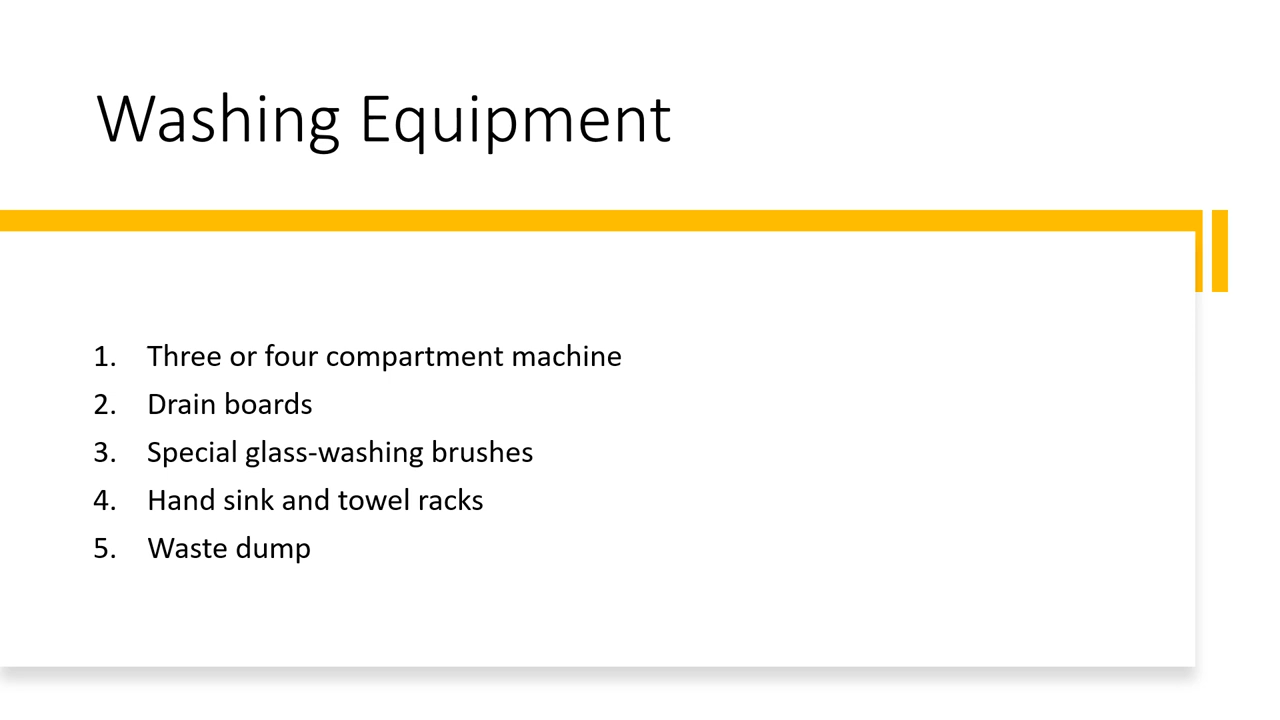 Washing Equipment
1. Three or four compartment machine
2. Drain boards
3. Special glass-washing brushes
4. Hand sink and towel racks
5. Waste dump